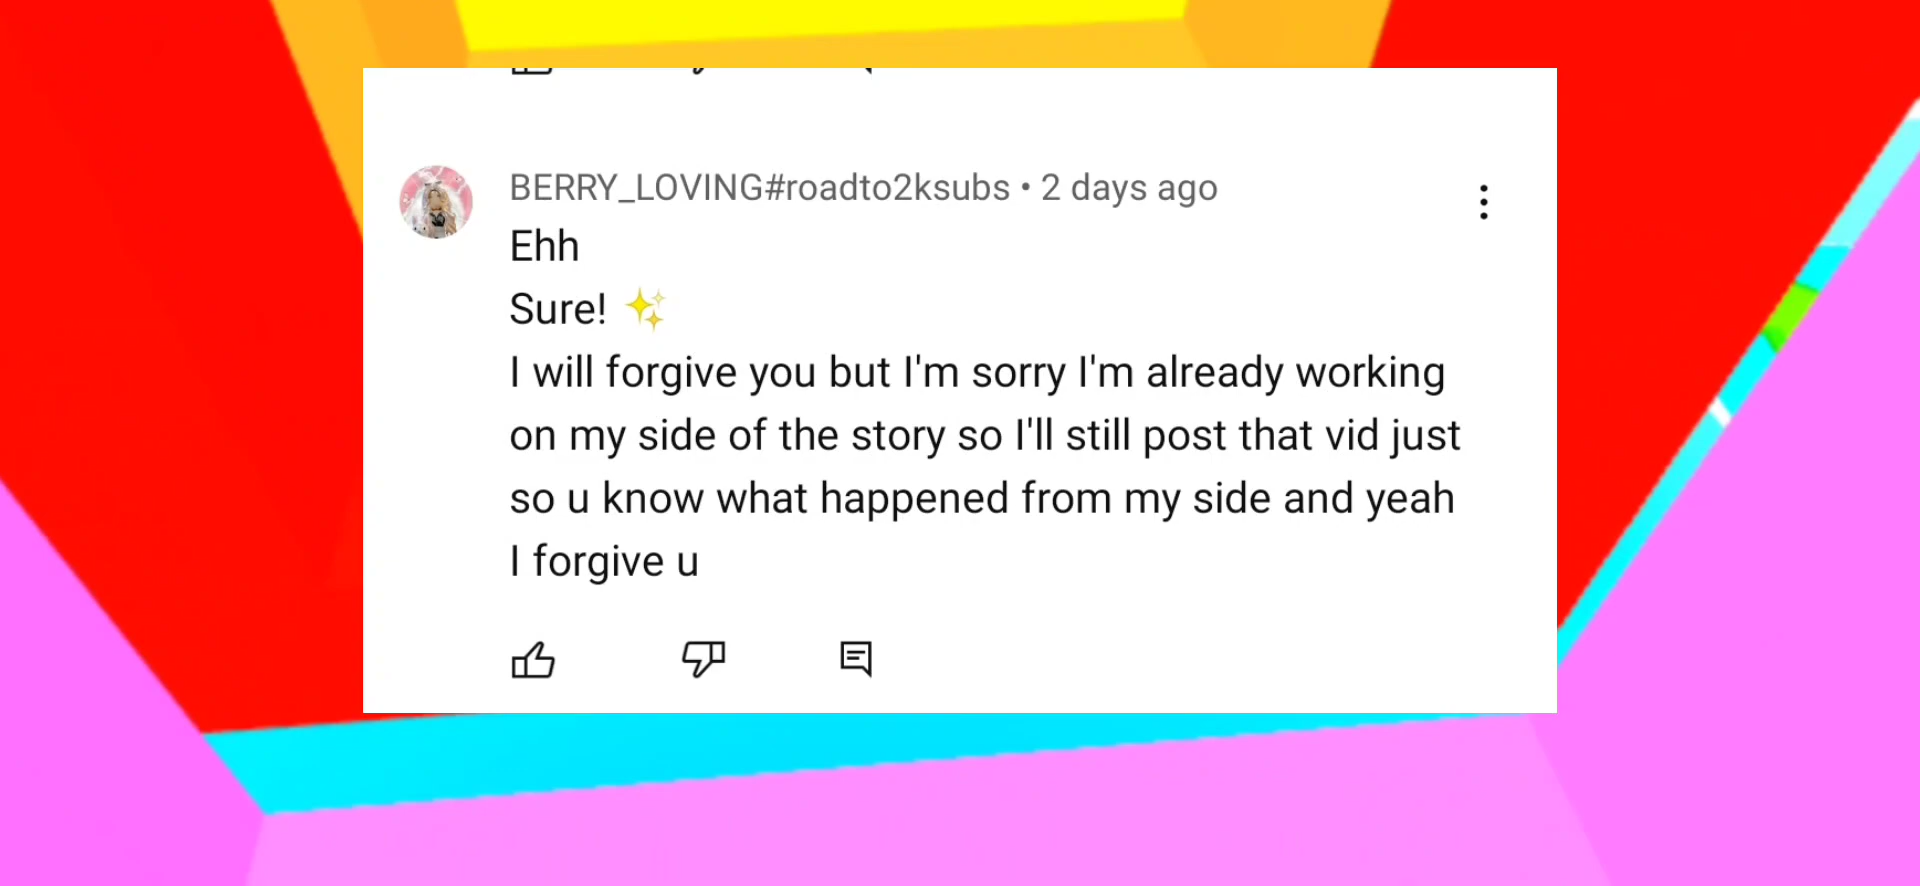 BERRY_LOVING#roadto2ksubs • 2 days ago
Ehh
Sure! ✨
I will forgive you but I'm sorry I'm already working
on my side of the story so I'll still post that vid just
so u know what happened from my side and yeah
I forgive u